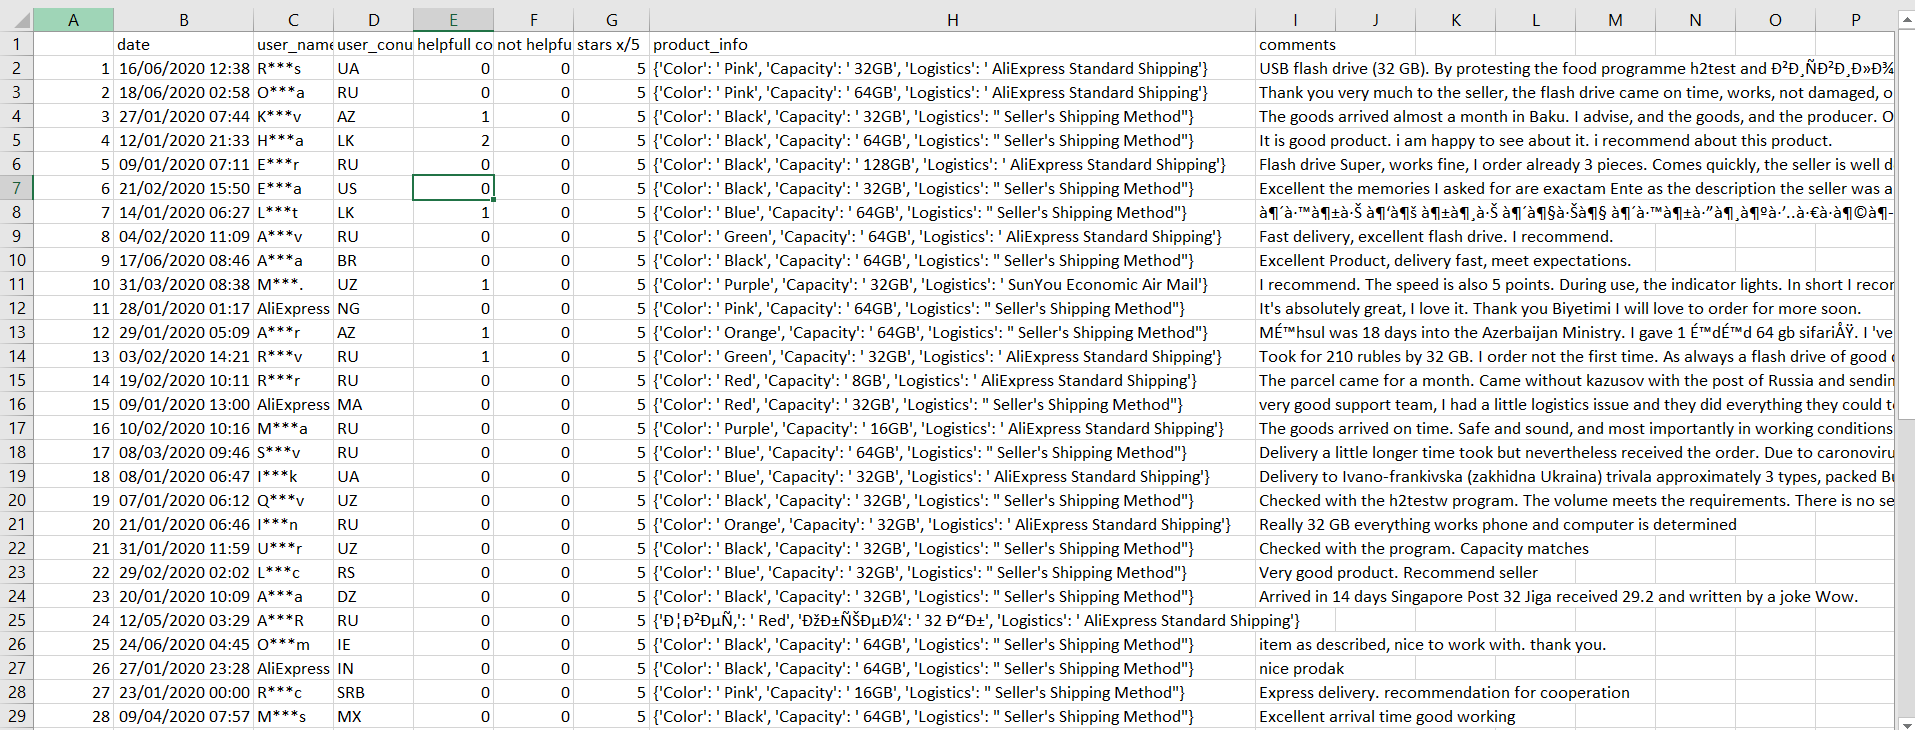 A B C D E F G H I J K L M N O P
1 date user_name user_conu helpfull co not helpfu stars x/5 product_info comments
2 1 16/06/2020 12:38 R***s UA 0 0 5 {'Color': ' Pink', 'Capacity': ' 32GB', 'Logistics': ' AliExpress Standard Shipping'} USB flash drive (32 GB). By protesting the food programme h2test and Ð²Ð¸ÑÐ²Ð¸Ð»Ð¾
3 2 18/06/2020 02:58 O***a RU 0 0 5 {'Color': ' Pink', 'Capacity': ' 64GB', 'Logistics': ' AliExpress Standard Shipping'} Thank you very much to the seller, the flash drive came on time, works, not damaged, o
4 3 27/01/2020 07:44 K***v AZ 1 0 5 {'Color': ' Black', 'Capacity': ' 32GB', 'Logistics': " Seller's Shipping Method"} The goods arrived almost a month in Baku. I advise, and the goods, and the producer. O
5 4 12/01/2020 21:33 H***a LK 2 0 5 {'Color': ' Black', 'Capacity': ' 64GB', 'Logistics': " Seller's Shipping Method"} It is good product. i am happy to see about it. i recommend about this product.
6 5 09/01/2020 07:11 E***r RU 0 0 5 {'Color': ' Black', 'Capacity': ' 128GB', 'Logistics': ' AliExpress Standard Shipping'} Flash drive Super, works fine, I order already 3 pieces. Comes quickly, the seller is well d
7 6 21/02/2020 15:50 E***a US 0 0 5 {'Color': ' Black', 'Capacity': ' 32GB', 'Logistics': " Seller's Shipping Method"} Excellent the memories I asked for are exactam Ente as the description the seller was a
8 7 14/01/2020 06:27 L***t LK 1 0 5 {'Color': ' Blue', 'Capacity': ' 64GB', 'Logistics': " Seller's Shipping Method"}
9 8 04/02/2020 11:09 A***v RU 0 0 5 {'Color': ' Green', 'Capacity': ' 64GB', 'Logistics': ' AliExpress Standard Shipping'} Fast delivery, excellent flash drive. I recommend.
10 9 17/06/2020 08:46 A***a BR 0 0 5 {'Color': ' Black', 'Capacity': ' 64GB', 'Logistics': " Seller's Shipping Method"} Excellent Product, delivery fast, meet expectations.
11 10 31/03/2020 08:38 M***. UZ 1 0 5 {'Color': ' Purple', 'Capacity': ' 32GB', 'Logistics': ' SunYou Economic Air Mail'} I recommend. The speed is also 5 points. During use, the indicator lights. In short I recor
12 11 28/01/2020 01:17 AliExpress NG 0 0 5 {'Color': ' Pink', 'Capacity': ' 64GB', 'Logistics': " Seller's Shipping Method"} It's absolutely great, I love it. Thank you Biyetimi I will love to order for more soon.
13 12 29/01/2020 05:09 A***r AZ 1 0 5 {'Color': ' Orange', 'Capacity': ' 64GB', 'Logistics': " Seller's Shipping Method"} MÉ™hsul was 18 days into the Azerbaijan Ministry. I gave 1 É™dÉ™d 64 gb sifariÅŸ. I 've
14 13 03/02/2020 14:21 R***v RU 1 0 5 {'Color': ' Green', 'Capacity': ' 32GB', 'Logistics': ' AliExpress Standard Shipping'} Took for 210 rubles by 32 GB. I order not the first time. As always a flash drive of good
15 14 19/02/2020 10:11 R***r RU 0 0 5 {'Color': ' Red', 'Capacity': ' 8GB', 'Logistics': ' AliExpress Standard Shipping'} The parcel came for a month. Came without kazusov with the post of Russia and sendin
16 15 09/01/2020 13:00 AliExpress MA 0 0 5 {'Color': ' Red', 'Capacity': ' 32GB', 'Logistics': " Seller's Shipping Method"} very good support team, I had a little logistics issue and they did everything they could t
17 16 10/02/2020 10:16 M***a RU 0 0 5 {'Color': ' Purple', 'Capacity': ' 16GB', 'Logistics': ' AliExpress Standard Shipping'} The goods arrived on time. Safe and sound, and most importantly in working conditions
18 17 08/03/2020 09:46 S***v RU 0 0 5 {'Color': ' Blue', 'Capacity': ' 64GB', 'Logistics': " Seller's Shipping Method"} Delivery a little longer time took but nevertheless received the order. Due to caronoviru
19 18 08/01/2020 06:47 I***k UA 0 0 5 {'Color': ' Blue', 'Capacity': ' 32GB', 'Logistics': ' AliExpress Standard Shipping'} Delivery to Ivano-frankivska (zakhidna Ukraina) trivala approximately 3 types, packed Bu
20 19 07/01/2020 06:12 Q***v UZ 0 0 5 {'Color': ' Black', 'Capacity': ' 32GB', 'Logistics': " Seller's Shipping Method"} Checked with the h2testw program. The volume meets the requirements. There is no se
21 20 21/01/2020 06:46 I***n RU 0 0 5 {'Color': ' Orange', 'Capacity': ' 32GB', 'Logistics': ' AliExpress Standard Shipping'} Really 32 GB everything works phone and computer is determined
22 21 31/01/2020 11:59 U***r UZ 0 0 5 {'Color': ' Black', 'Capacity': ' 32GB', 'Logistics': " Seller's Shipping Method"} Checked with the program. Capacity matches
23 22 29/02/2020 02:02 L***c RS 0 0 5 {'Color': ' Blue', 'Capacity': ' 32GB', 'Logistics': " Seller's Shipping Method"} Very good product. Recommend seller
24 23 20/01/2020 10:09 A***a DZ 0 0 5 {'Color': ' Black', 'Capacity': ' 32GB', 'Logistics': " Seller's Shipping Method"} Arrived in 14 days Singapore Post 32 Jiga received 29.2 and written by a joke Wow.
25 24 12/05/2020 03:29 A***R RU 0 0 5 {'Ð¦Ð²ÐµÑ‚': ' Red', 'ÐžÐ±ÑŠÐµÐ¼': ' 32 Ð“Ð±', 'Logistics': ' AliExpress Standard Shipping'}
26 25 24/06/2020 04:45 O***m IE 0 0 5 {'Color': ' Black', 'Capacity': ' 64GB', 'Logistics': " Seller's Shipping Method"} item as described, nice to work with. thank you.
27 26 27/01/2020 23:28 AliExpress IN 0 0 5 {'Color': ' Black', 'Capacity': ' 64GB', 'Logistics': " Seller's Shipping Method"} nice prodak
28 27 23/01/2020 00:00 R***c SRB 0 0 5 {'Color': ' Pink', 'Capacity': ' 16GB', 'Logistics': " Seller's Shipping Method"} Express delivery. recommendation for cooperation
29 28 09/04/2020 07:57 M***s MX 0 0 5 {'Color': ' Black', 'Capacity': ' 64GB', 'Logistics': " Seller's Shipping Method"} Excellent arrival time good working